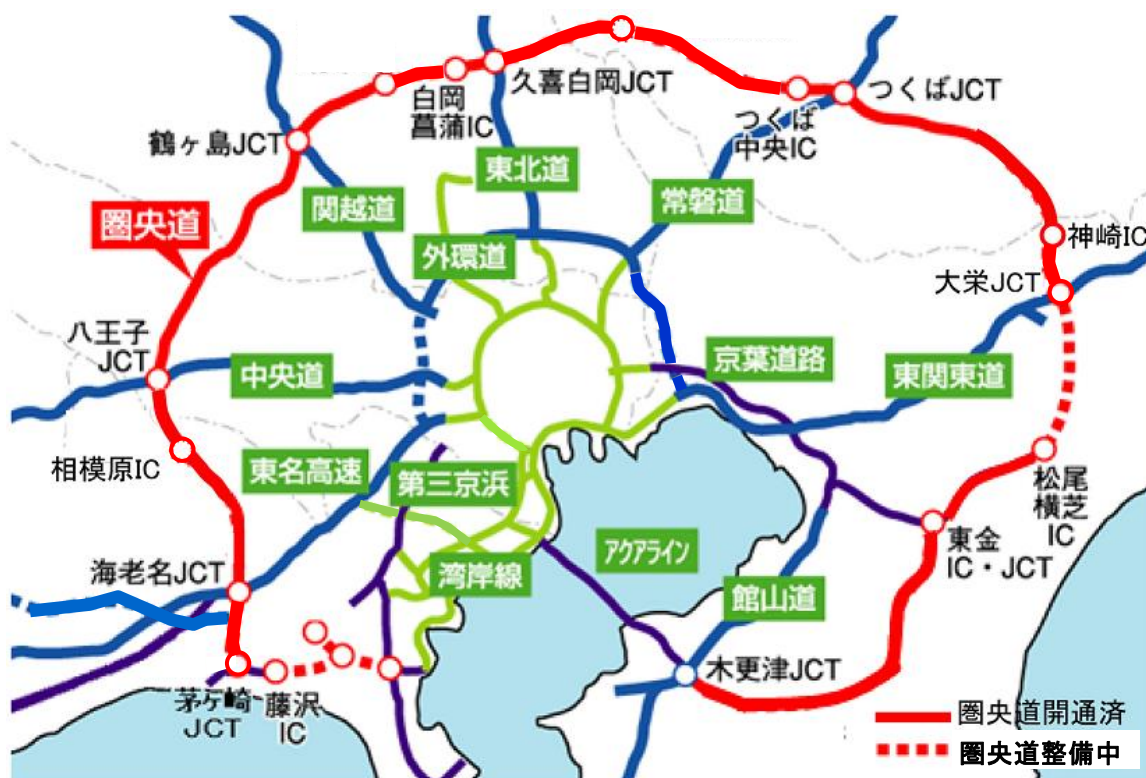 久喜白岡JCT
つくばJCT
白岡
菖蒲IC
つくば
中央IC
鶴ヶ島JCT
東北道
関越道
常磐道
圏央道
外環道
神崎IC
大栄JCT
八王子
JCT
中央道
京葉道路
東関東道
相模原IC
東名高速
第三京浜
松尾
横芝
IC
東金
IC・JCT
アクアライン
海老名JCT
湾岸線
館山道
木更津JCT
茅ヶ崎
JCT
藤沢
IC
圏央道開通済
圏央道整備中